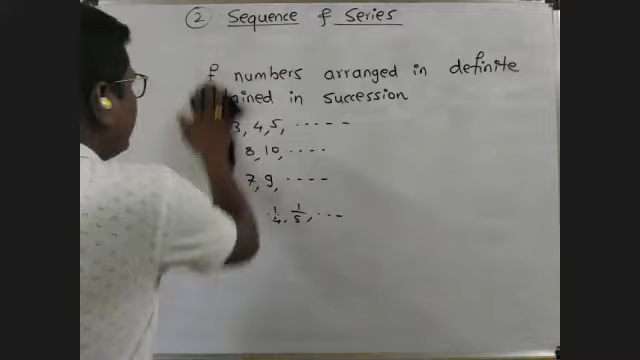 ② Sequence & Series
numbers arranged in definite
in succession
3, 4, 5, ......
8, 10, ....
7, 9, ....
1/4, 1/5, ...